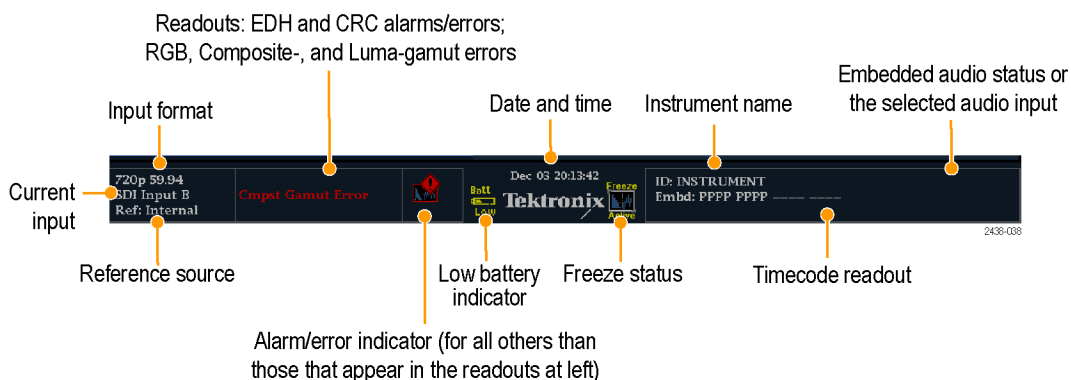 Readouts: EDH and CRC alarms/errors;
RGB, Composite-, and Luma-gamut errors
Embedded audio status or
the selected audio input
Input format
Date and time
Instrument name
Current
input
720p 59.94
SDI Input B
Ref: Internal
Cmpst Gamut Error
Batt
Low
Dec 03 20:13:42
Tektronix
Freeze
Active
ID: INSTRUMENT
Embd: PPPP PPPP ---- ----
2438-038
Reference source
Low battery
indicator
Freeze status
Timecode readout
Alarm/error indicator (for all others than
those that appear in the readouts at left)